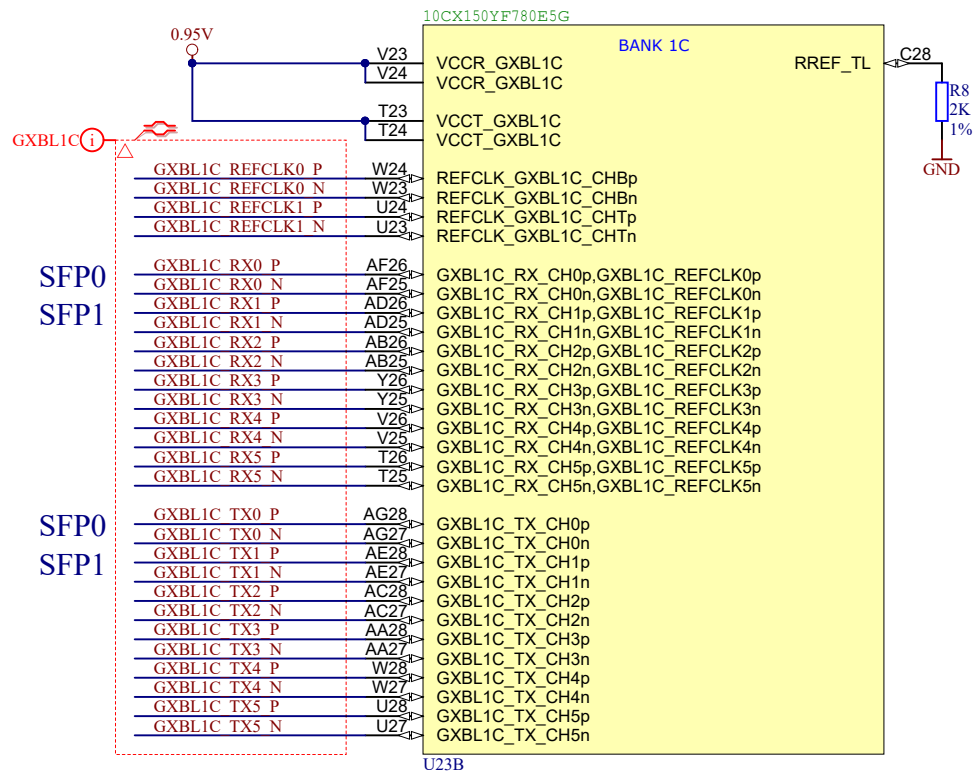 10CX150YF780E5G
BANK 1C
0.95V
V23 VCCR_GXBL1C
V24 VCCR_GXBL1C
T23 VCCT_GXBL1C
T24 VCCT_GXBL1C
RREF_TL C28
R8
2K
1%
GND
GXBL1C i
GXBL1C_REFCLK0_P W24 REFCLK_GXBL1C_CHBp
GXBL1C_REFCLK0_N W23 REFCLK_GXBL1C_CHBn
GXBL1C_REFCLK1_P U24 REFCLK_GXBL1C_CHTp
GXBL1C_REFCLK1_N U23 REFCLK_GXBL1C_CHTn
SFP0
SFP1
GXBL1C_RX0_P AF26 GXBL1C_RX_CH0p,GXBL1C_REFCLK0p
GXBL1C_RX0_N AF25 GXBL1C_RX_CH0n,GXBL1C_REFCLK0n
GXBL1C_RX1_P AD26 GXBL1C_RX_CH1p,GXBL1C_REFCLK1p
GXBL1C_RX1_N AD25 GXBL1C_RX_CH1n,GXBL1C_REFCLK1n
GXBL1C_RX2_P AB26 GXBL1C_RX_CH2p,GXBL1C_REFCLK2p
GXBL1C_RX2_N AB25 GXBL1C_RX_CH2n,GXBL1C_REFCLK2n
GXBL1C_RX3_P Y26 GXBL1C_RX_CH3p,GXBL1C_REFCLK3p
GXBL1C_RX3_N Y25 GXBL1C_RX_CH3n,GXBL1C_REFCLK3n
GXBL1C_RX4_P V26 GXBL1C_RX_CH4p,GXBL1C_REFCLK4p
GXBL1C_RX4_N V25 GXBL1C_RX_CH4n,GXBL1C_REFCLK4n
GXBL1C_RX5_P T26 GXBL1C_RX_CH5p,GXBL1C_REFCLK5p
GXBL1C_RX5_N T25 GXBL1C_RX_CH5n,GXBL1C_REFCLK5n
SFP0
SFP1
GXBL1C_TX0_P AG28 GXBL1C_TX_CH0p
GXBL1C_TX0_N AG27 GXBL1C_TX_CH0n
GXBL1C_TX1_P AE28 GXBL1C_TX_CH1p
GXBL1C_TX1_N AE27 GXBL1C_TX_CH1n
GXBL1C_TX2_P AC28 GXBL1C_TX_CH2p
GXBL1C_TX2_N AC27 GXBL1C_TX_CH2n
GXBL1C_TX3_P AA28 GXBL1C_TX_CH3p
GXBL1C_TX3_N AA27 GXBL1C_TX_CH3n
GXBL1C_TX4_P W28 GXBL1C_TX_CH4p
GXBL1C_TX4_N W27 GXBL1C_TX_CH4n
GXBL1C_TX5_P U28 GXBL1C_TX_CH5p
GXBL1C_TX5_N U27 GXBL1C_TX_CH5n
U23B